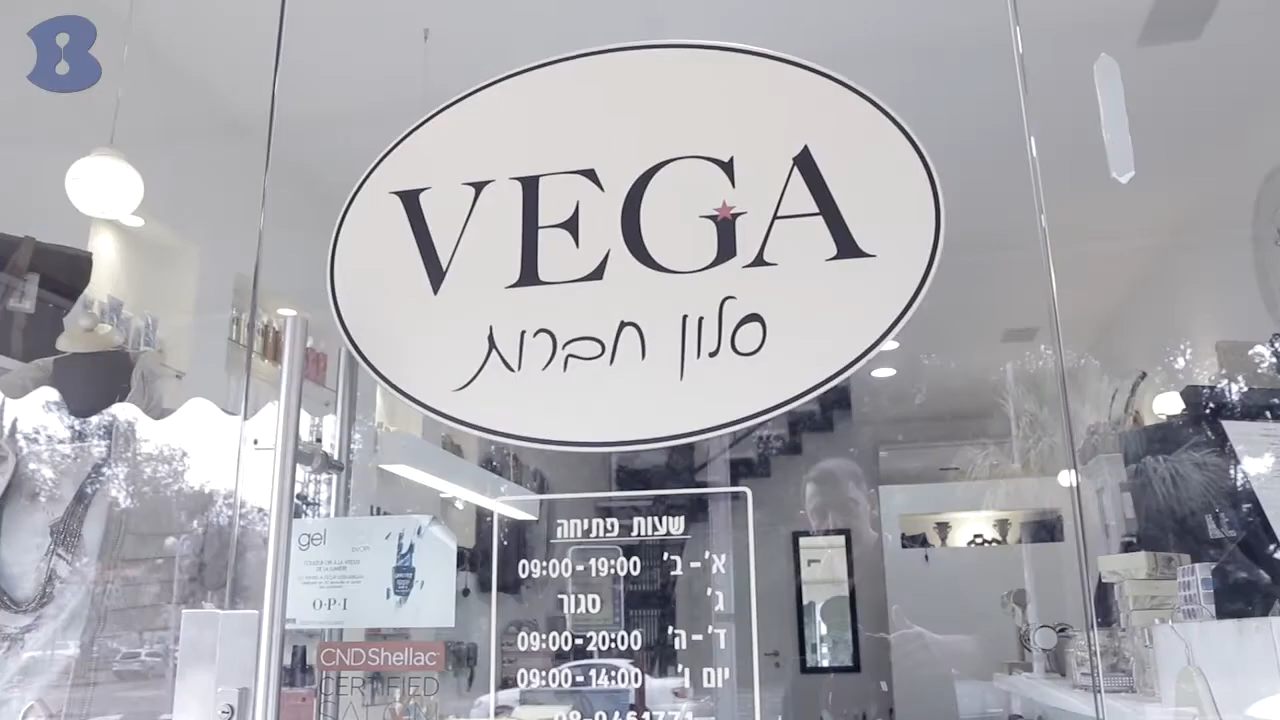 VEGA
סלון חברות
שעות פתיחה
א'-ב' 09:00-19:00
ג' סגור
ד'-ה' 09:00-20:00
יום ו' 09:00-14:00
gel
O·P·I
CND Shellac
CERTIFIED
SALON
B